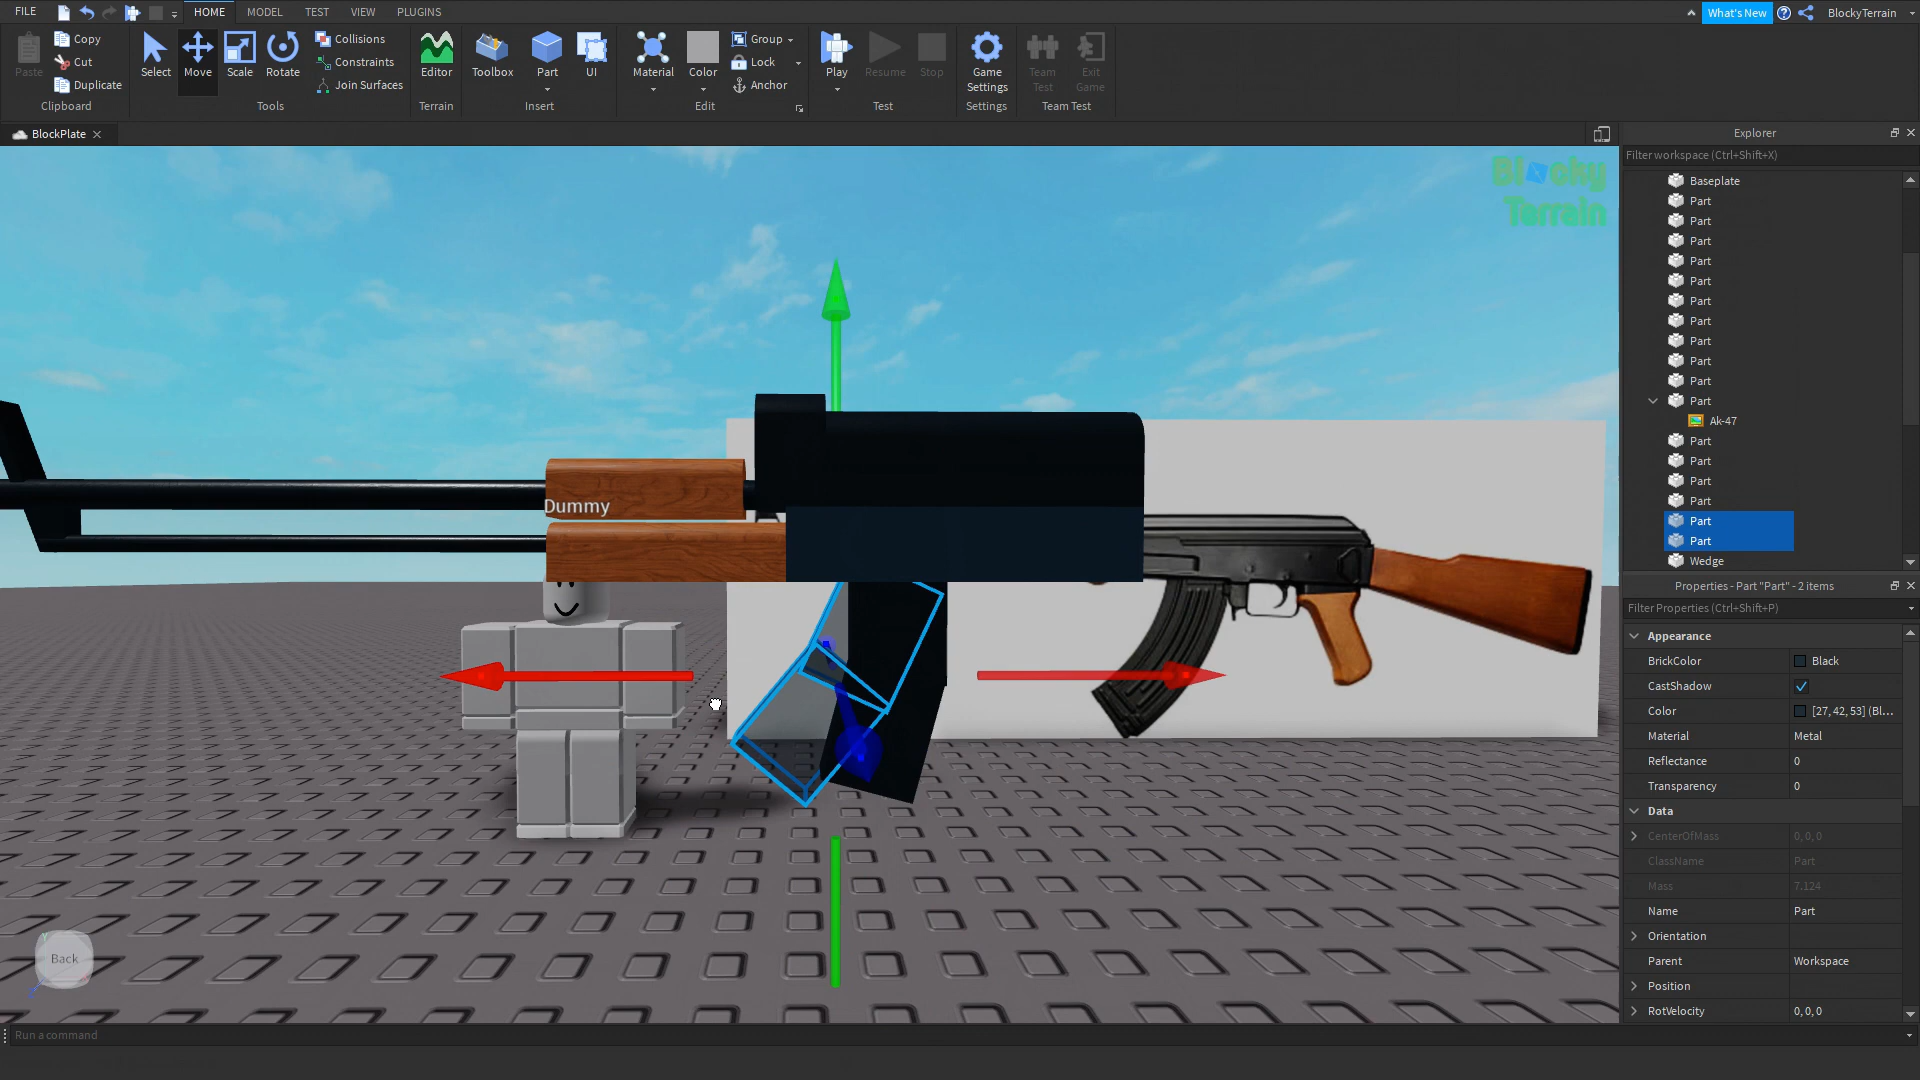 FILE HOME MODEL TEST VIEW PLUGINS What's New BlockyTerrain
Paste Copy Cut Duplicate Select Move Scale Rotate Collisions Constraints Join Surfaces Editor Toolbox Part UI Material Color Group Lock Anchor Play Resume Stop Game Settings Team Test Exit Game
Clipboard Tools Terrain Insert Edit Test Settings Team Test
BlockPlate
Explorer
Filter workspace (Ctrl+Shift+X)
Baseplate
Part
Part
Part
Part
Part
Part
Part
Part
Part
Part
Part
Ak-47
Part
Part
Part
Part
Part
Part
Wedge
Blocky
Terrain
Dummy
Back
Properties - Part "Part" - 2 items
Filter Properties (Ctrl+Shift+P)
Appearance
BrickColor Black
CastShadow
Color [27, 42, 53] (Bl...
Material Metal
Reflectance 0
Transparency 0
Data
CenterOfMass 0, 0, 0
ClassName Part
Mass 7.124
Name Part
Orientation
Parent Workspace
Position
RotVelocity 0, 0, 0
Run a command